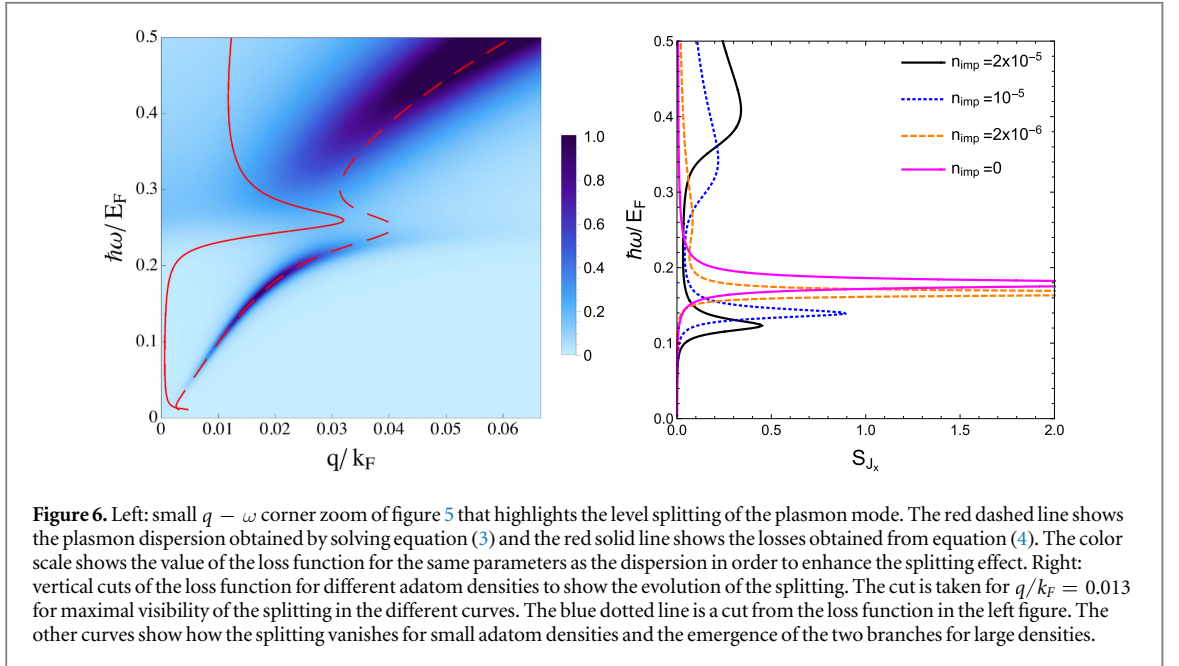 0.5
0.4
0.3
0.2
0.1
0
0
0.01
0.02
0.03
0.04
0.05
0.06
ħω/ E_F
q/ k_F
1.0
0.8
0.6
0.4
0.2
0
0.5
0.4
0.3
0.2
0.1
0.0
0.0
0.5
1.0
1.5
2.0
ħω/ E_F
S_{J_x}
n_imp =2x10⁻⁵
n_imp =10⁻⁵
n_imp =2x10⁻⁶
n_imp =0
Figure 6. Left: small q − ω corner zoom of figure 5 that highlights the level splitting of the plasmon mode. The red dashed line shows
the plasmon dispersion obtained by solving equation (3) and the red solid line shows the losses obtained from equation (4). The color
scale shows the value of the loss function for the same parameters as the dispersion in order to enhance the splitting effect. Right:
vertical cuts of the loss function for different adatom densities to show the evolution of the splitting. The cut is taken for q/k_F = 0.013
for maximal visibility of the splitting in the different curves. The blue dotted line is a cut from the loss function in the left figure. The
other curves show how the splitting vanishes for small adatom densities and the emergence of the two branches for large densities.